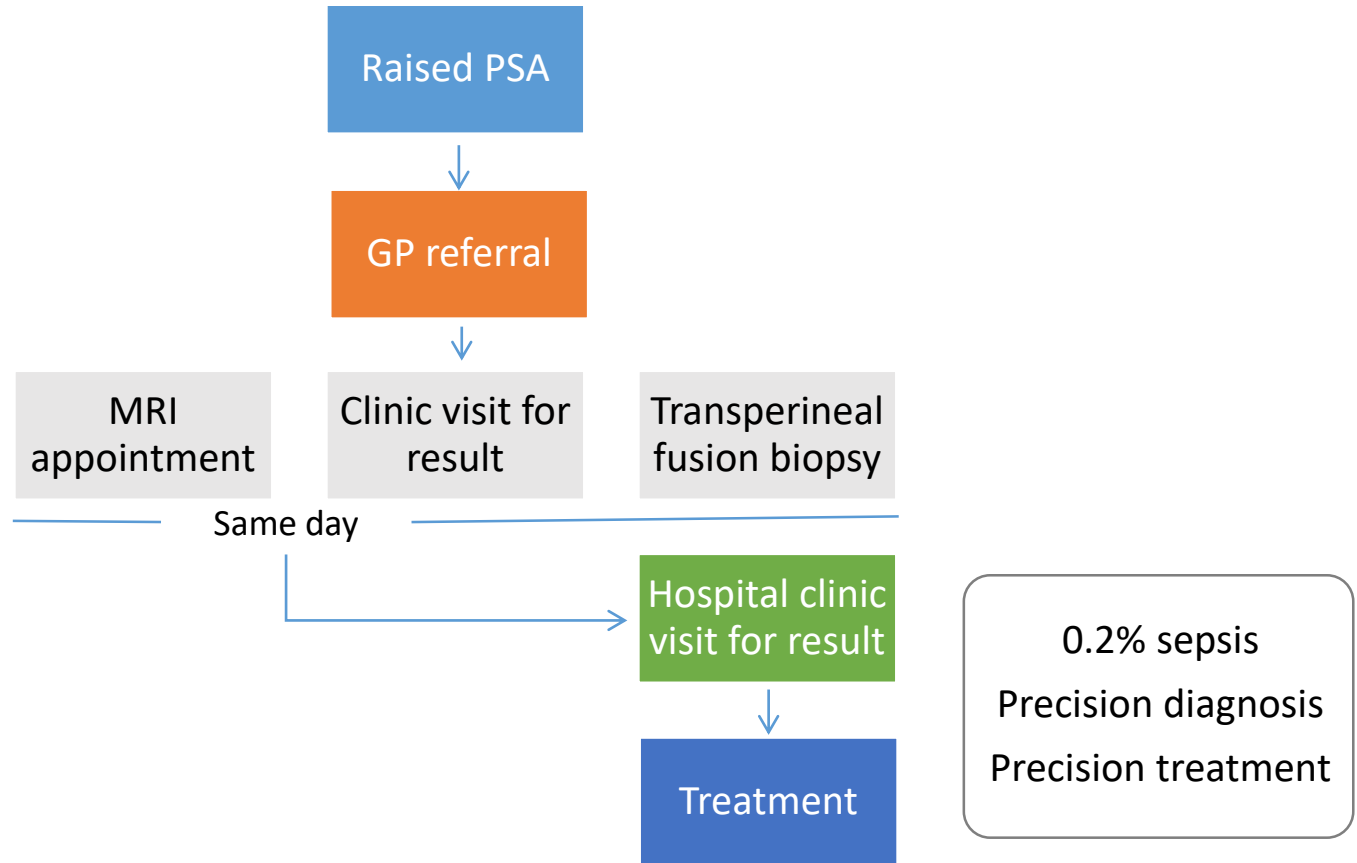 Raised PSA
GP referral
MRI
appointment
Clinic visit for
result
Transperineal
fusion biopsy
Same day
Hospital clinic
visit for result
0.2% sepsis
Precision diagnosis
Precision treatment
Treatment